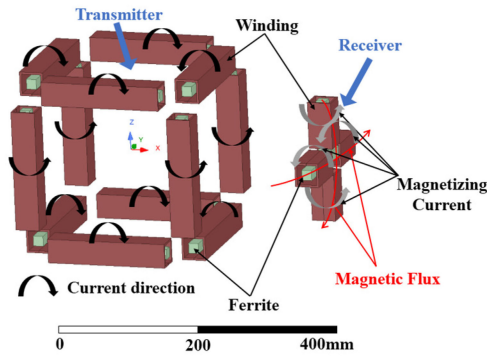 Transmitter
Winding
Receiver
Z
Y
X
Magnetizing
Current
Current direction
Ferrite
Magnetic Flux
0
200
400mm